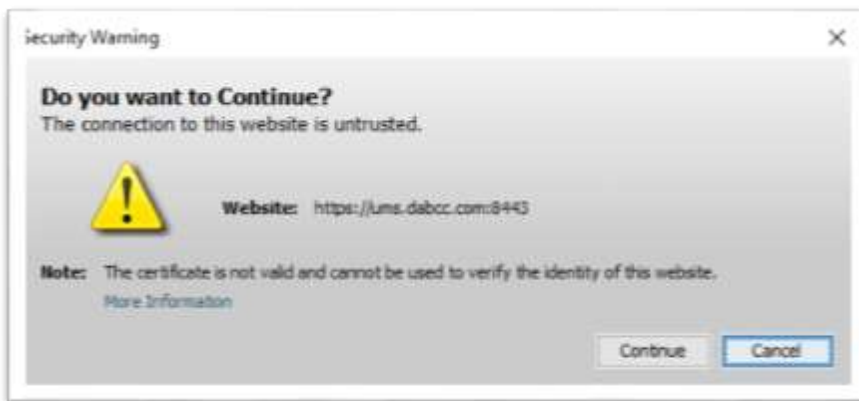 Security Warning
Do you want to Continue?
The connection to this website is untrusted.
Website: https://ums.dabcc.com:8443
Note: The certificate is not valid and cannot be used to verify the identity of this website.
More Information
Continue Cancel